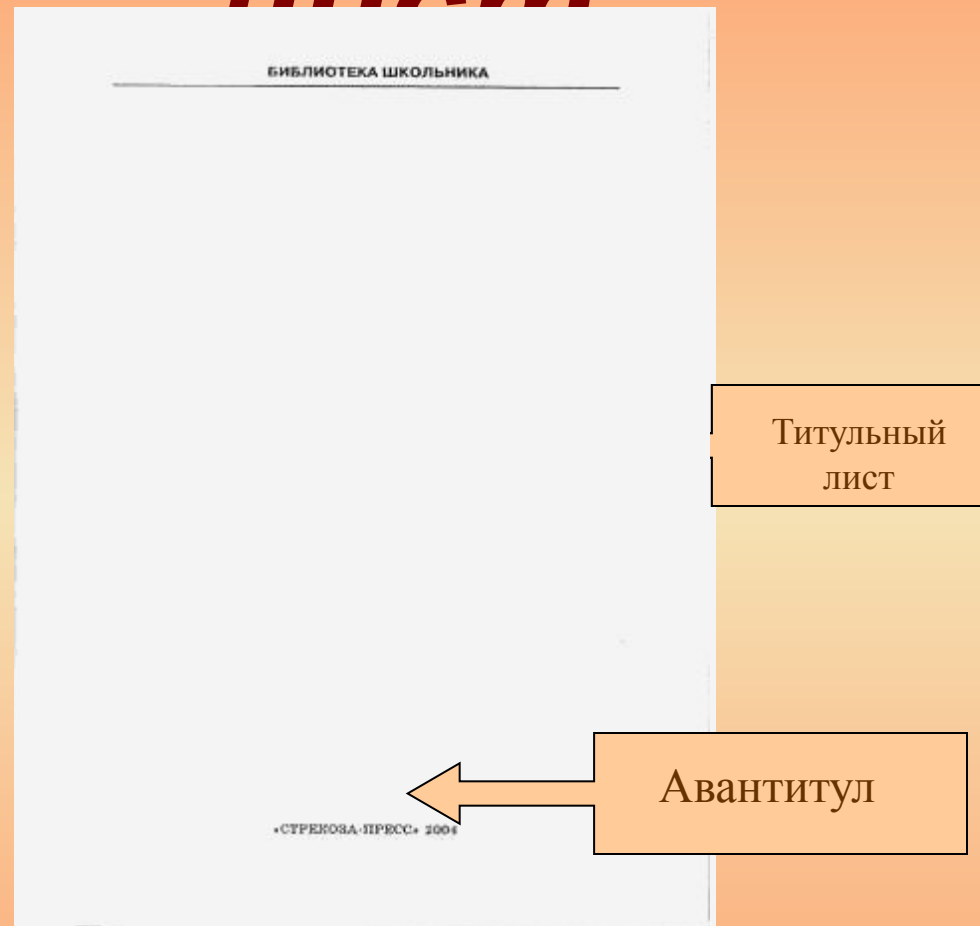 БИБЛИОТЕКА ШКОЛЬНИКА
Титульный
лист
Авантитул
«СТРЕКОЗА-ПРЕСС» 2004